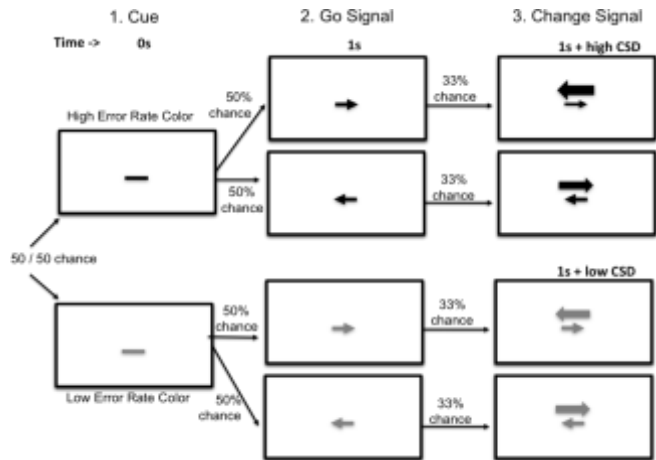 1. Cue
2. Go Signal
3. Change Signal
Time ->
0s
1s
1s + high CSD
High Error Rate Color
50%
chance
33%
chance
50%
chance
33%
chance
50 / 50 chance
1s + low CSD
50%
chance
33%
chance
Low Error Rate Color
50%
chance
33%
chance